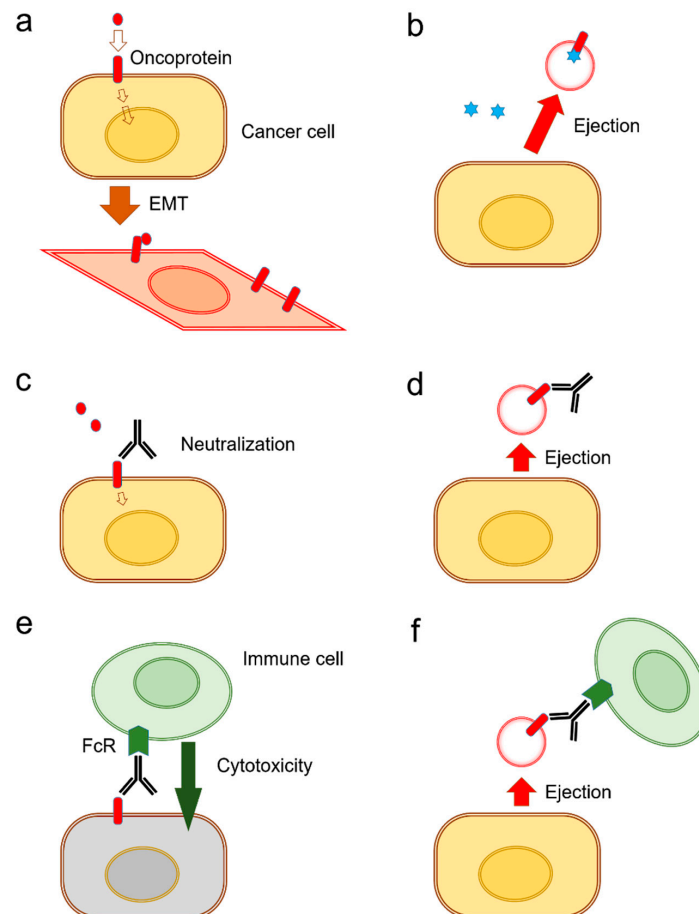 a
Oncoprotein
Cancer cell
EMT
b
Ejection
c
Neutralization
d
Ejection
e
Immune cell
FcR
Cytotoxicity
f
Ejection